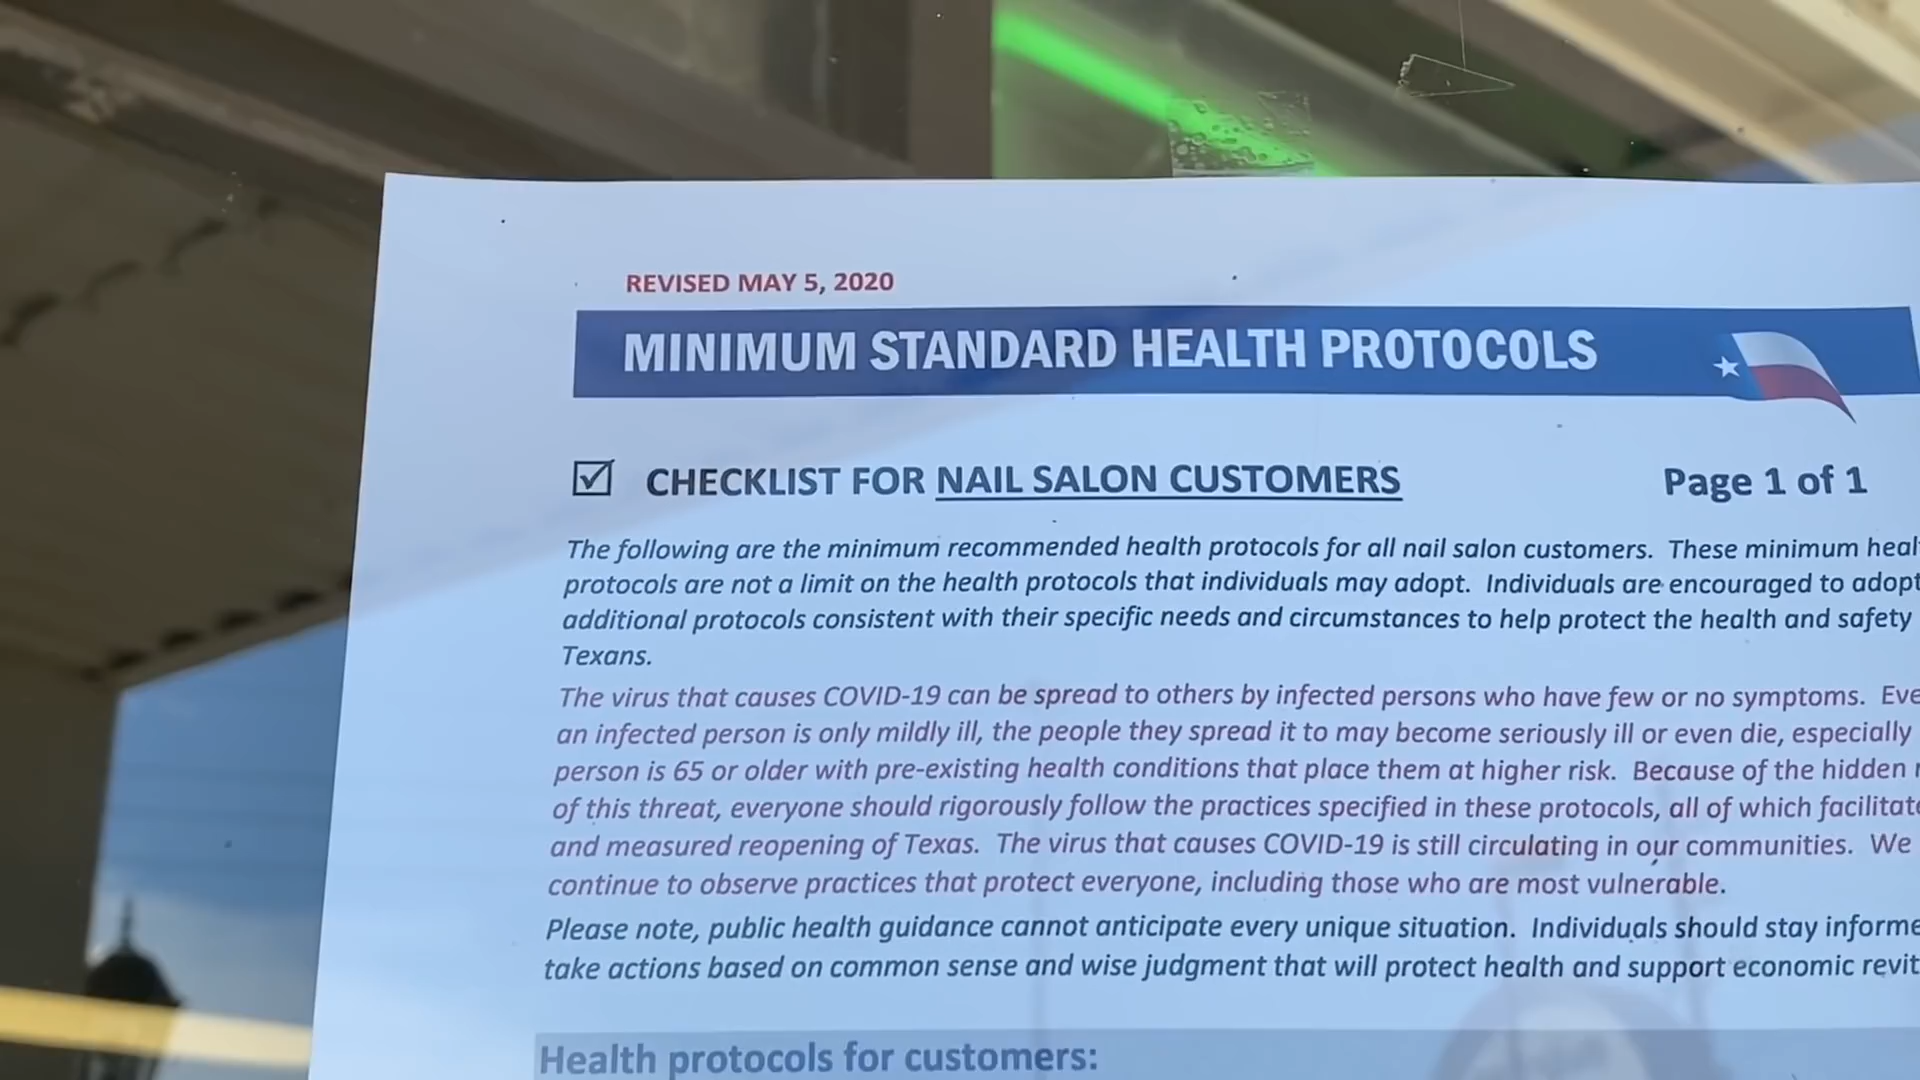 REVISED MAY 5, 2020
MINIMUM STANDARD HEALTH PROTOCOLS
CHECKLIST FOR NAIL SALON CUSTOMERS Page 1 of 1
The following are the minimum recommended health protocols for all nail salon customers. These minimum
protocols are not a limit on the health protocols that individuals may adopt. Individuals are encouraged to adopt
additional protocols consistent with their specific needs and circumstances to help protect the health and safety
Texans.
The virus that causes COVID-19 can be spread to others by infected persons who have few or no symptoms.
an infected person is only mildly ill, the people they spread it to may become seriously ill or even die, especially
person is 65 or older with pre-existing health conditions that place them at higher risk. Because of the hidden
of this threat, everyone should rigorously follow the practices specified in these protocols, all of which
and measured reopening of Texas. The virus that causes COVID-19 is still circulating in our communities. We
continue to observe practices that protect everyone, including those who are most vulnerable.
Please note, public health guidance cannot anticipate every unique situation. Individuals should stay
take actions based on common sense and wise judgment that will protect health and support economic
Health protocols for customers: